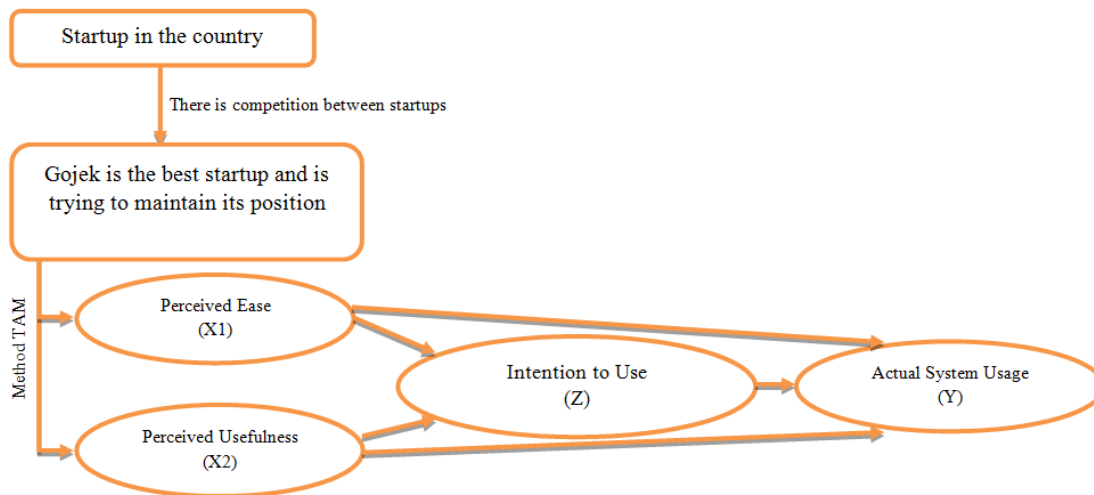 Startup in the country
There is competition between startups
Gojek is the best startup and is
trying to maintain its position
Method TAM
Perceived Ease
(X1)
Intention to Use
(Z)
Actual System Usage
(Y)
Perceived Usefulness
(X2)